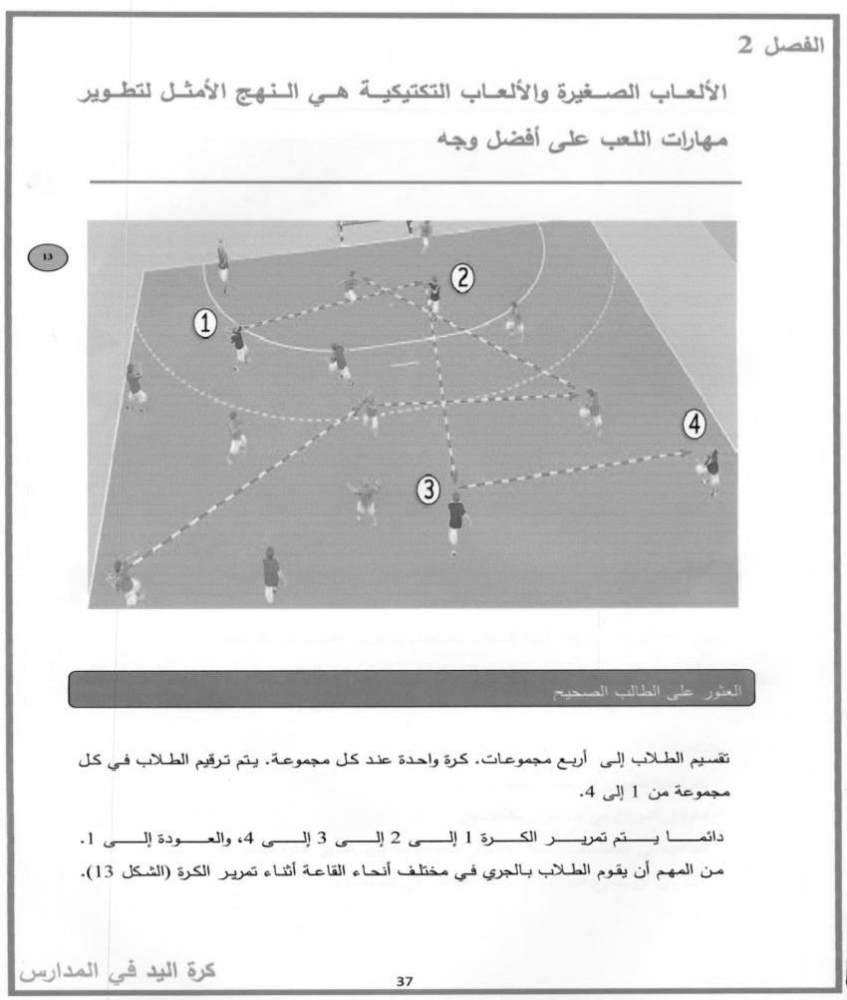 الفصل 2
الألعاب الصغيرة والألعاب التكتيكية هي النهج الأمثل لتطوير
مهارات اللعب على أفضل وجه
13
2
1
4
3
العثور على الطالب الصحيح
تقسيم الطلاب إلى أربع مجموعات. كرة واحدة عند كل مجموعة. يتم ترقيم الطلاب في كل
مجموعة من 1 إلى 4.
دائما يتم تمرير الكرة 1 إلى 2 إلى 3 إلى 4، والعودة إلى 1.
من المهم أن يقوم الطلاب بالجري في مختلف أنحاء القاعة أثناء تمرير الكرة (الشكل 13).
كرة اليد في المدارس
37